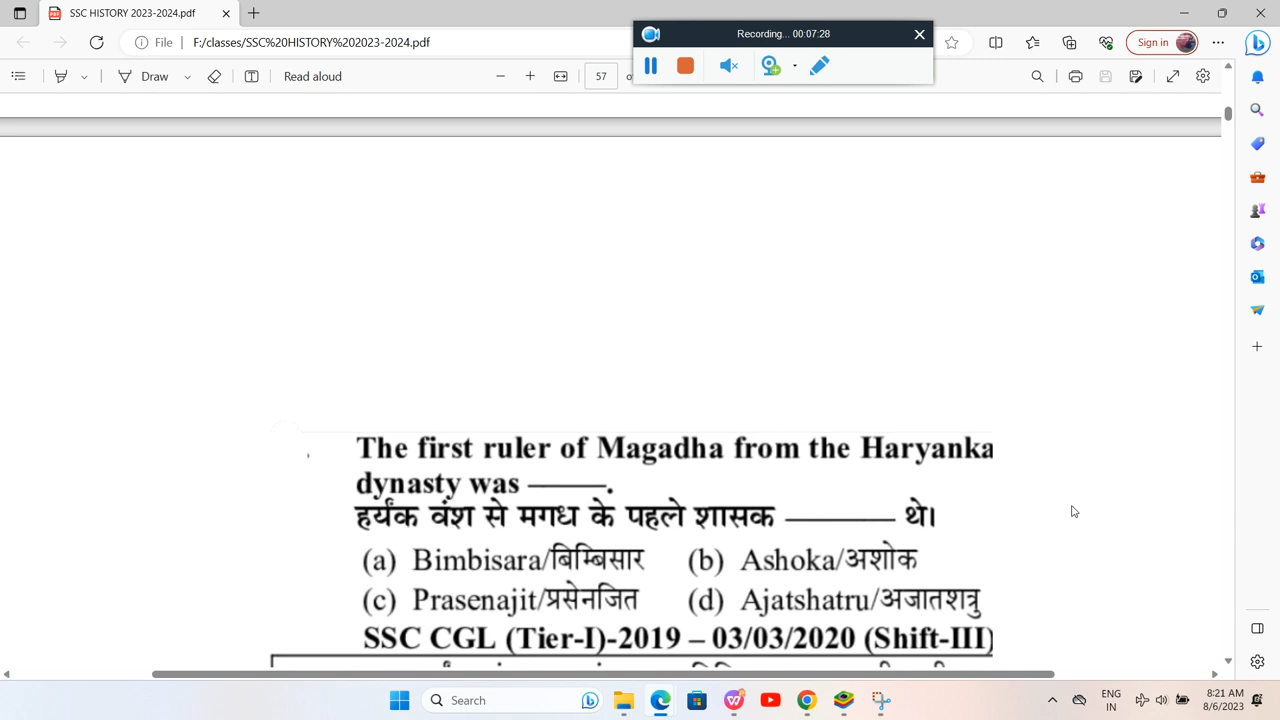 SSC HISTORY 2023-2024.pdf
Recording... 00:07:28
File F:/classes/SSC%20HISTORY%202023-2024.pdf
Sign in
Draw Read aloud 57
The first ruler of Magadha from the Haryanka
dynasty was ———.
हर्यंक वंश से मगध के पहले शासक ——— थे।
(a) Bimbisara/बिम्बिसार (b) Ashoka/अशोक
(c) Prasenajit/प्रसेनजित (d) Ajatshatru/अजातशत्रु
SSC CGL (Tier-I)-2019 – 03/03/2020 (Shift-III)
Search
ENG
IN
8:21 AM
8/6/2023